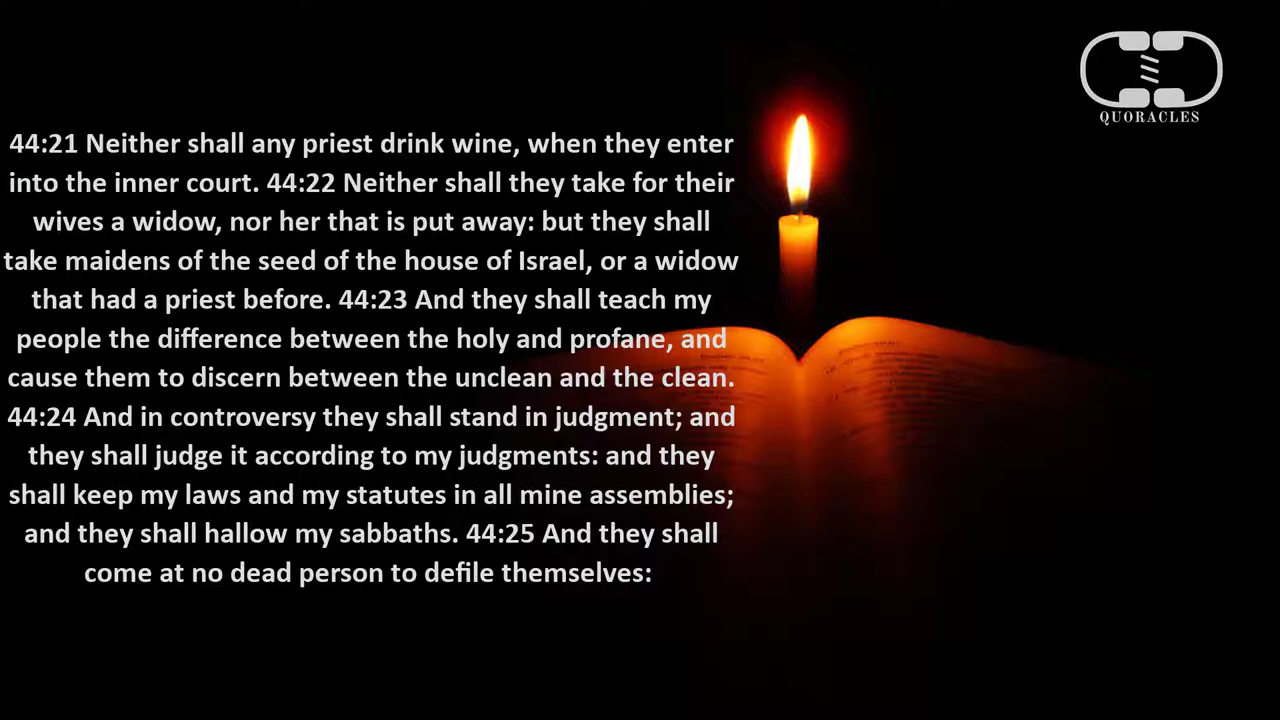 44:21 Neither shall any priest drink wine, when they enter
into the inner court. 44:22 Neither shall they take for their
wives a widow, nor her that is put away: but they shall
take maidens of the seed of the house of Israel, or a widow
that had a priest before. 44:23 And they shall teach my
people the difference between the holy and profane, and
cause them to discern between the unclean and the clean.
44:24 And in controversy they shall stand in judgment; and
they shall judge it according to my judgments: and they
shall keep my laws and my statutes in all mine assemblies;
and they shall hallow my sabbaths. 44:25 And they shall
come at no dead person to defile themselves:
QUORACLES